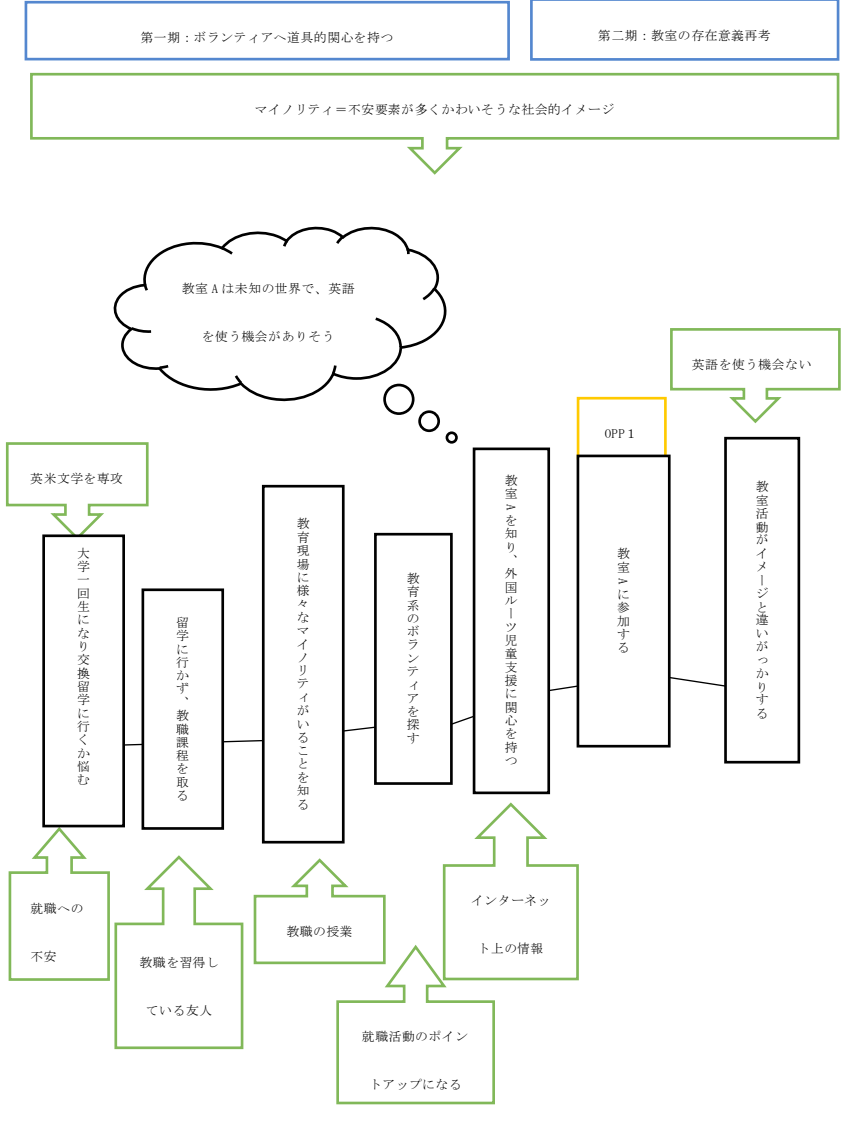 第一期：ボランティアへ道具的関心を持つ
第二期：教室の存在意義再考
マイノリティ＝不安要素が多くかわいそうな社会的イメージ
教室Aは未知の世界で、英語
を使う機会がありそう
英語を使う機会ない
OPP 1
英米文学を専攻
大学一回生になり交換留学に行くか悩む
留学に行かず、教職課程を取る
教育現場に様々なマイノリティがいることを知る
教育系のボランティアを探す
教室Aを知り、外国ルーツ児童支援に関心を持つ
教室Aに参加する
教室活動がイメージと違いがっかりする
就職への
不安
教職を習得し
ている友人
教職の授業
就職活動のポイン
トアップになる
インターネッ
ト上の情報